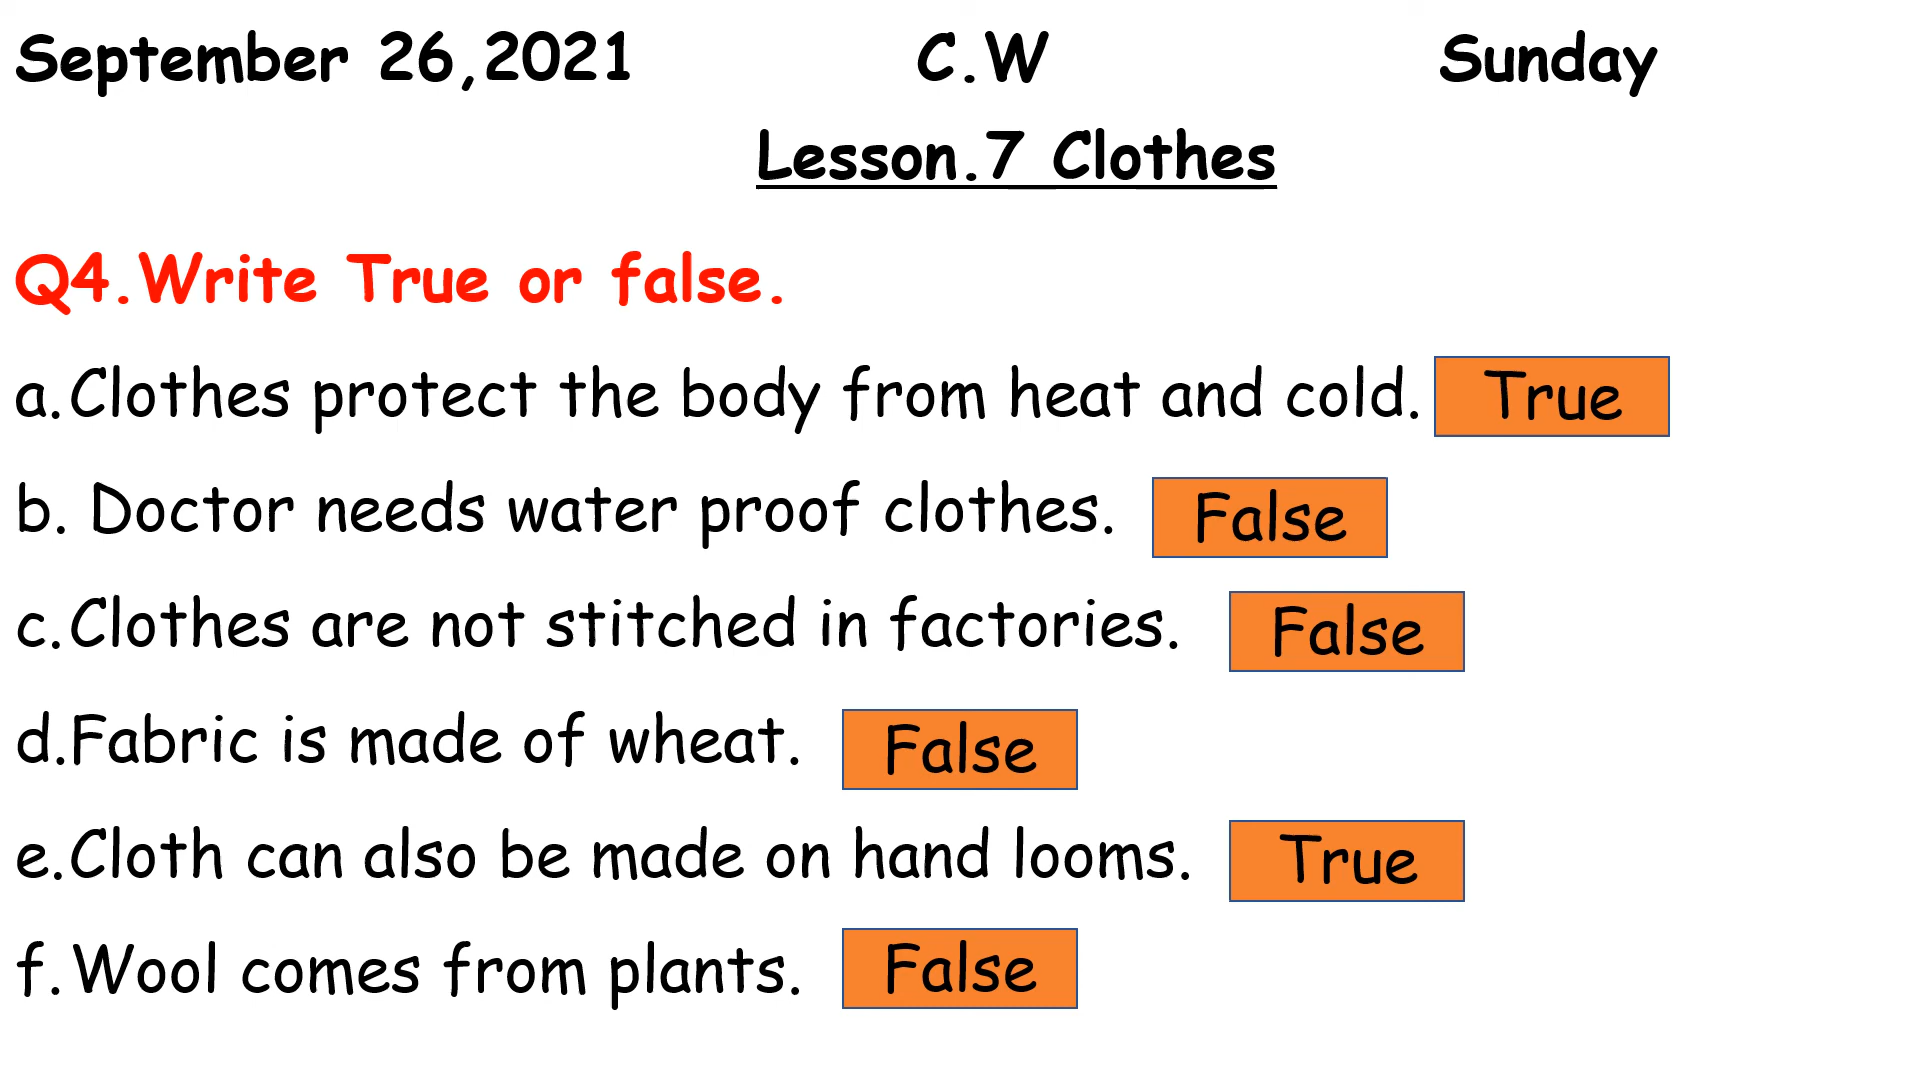 September 26,2021 C.W Sunday
Lesson.7 Clothes
Q4.Write True or false.
a.Clothes protect the body from heat and cold. True
b. Doctor needs water proof clothes. False
c.Clothes are not stitched in factories. False
d.Fabric is made of wheat. False
e.Cloth can also be made on hand looms. True
f.Wool comes from plants. False